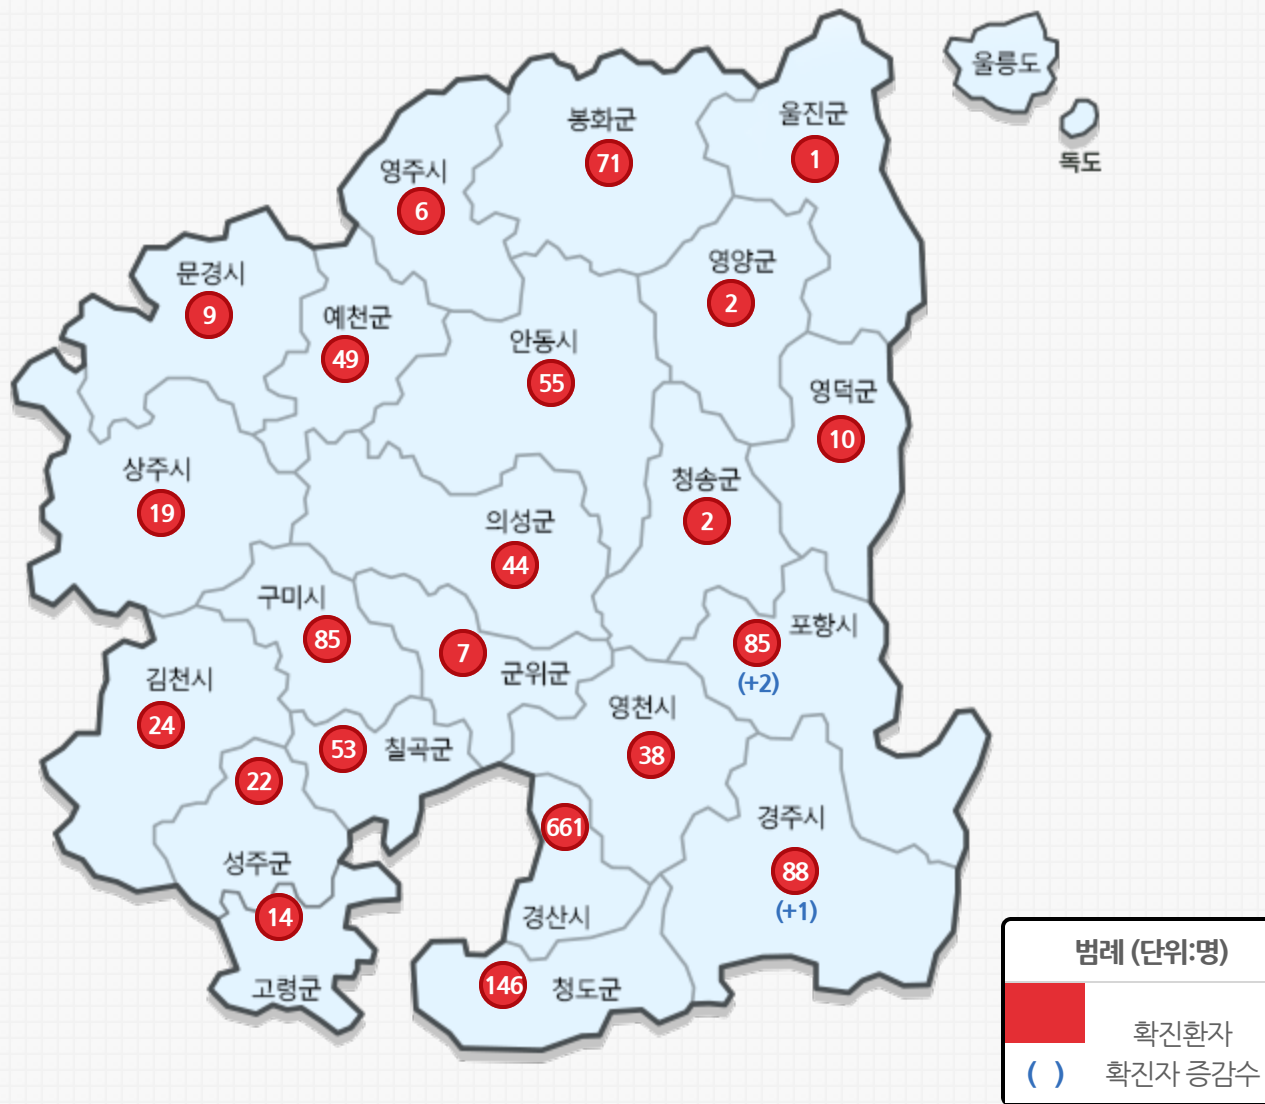 울릉도
독도
봉화군
71
울진군
1
영주시
6
영양군
2
문경시
9
예천군
49
안동시
55
영덕군
10
상주시
19
청송군
2
의성군
44
구미시
85
포항시
85
(+2)
7
군위군
김천시
24
영천시
38
53
칠곡군
22
성주군
661
경산시
경주시
88
(+1)
14
고령군
146
청도군
범례 (단위:명)
확진환자
( ) 확진자 증감수